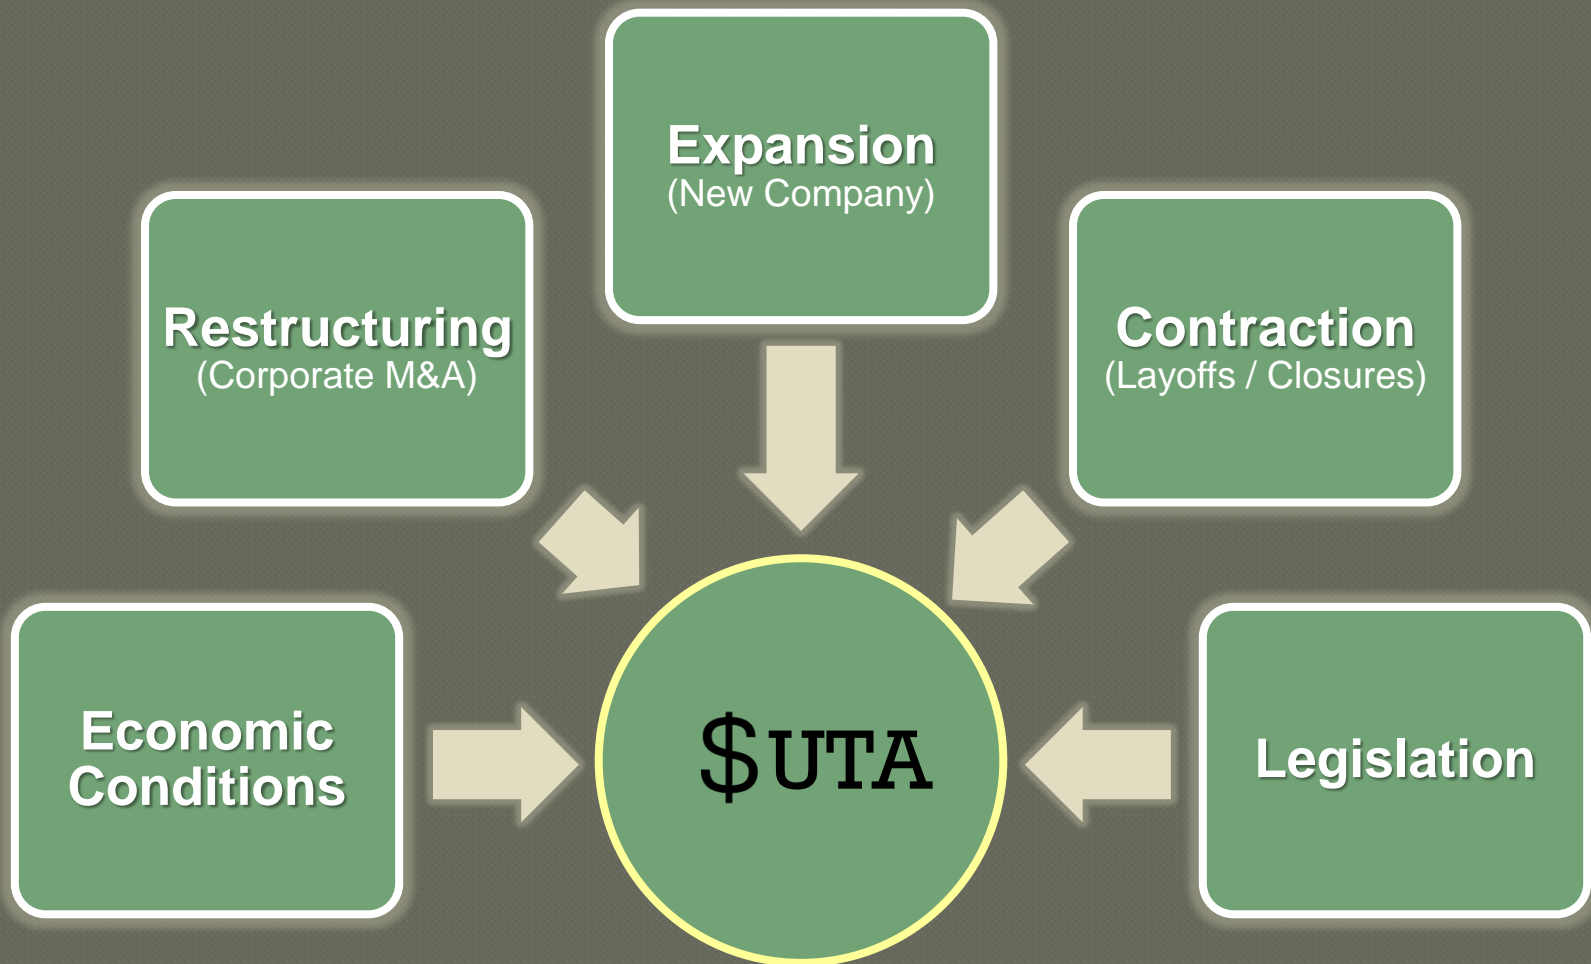 Expansion
(New Company)
Restructuring
(Corporate M&A)
Contraction
(Layoffs / Closures)
Economic
Conditions
$UTA
Legislation